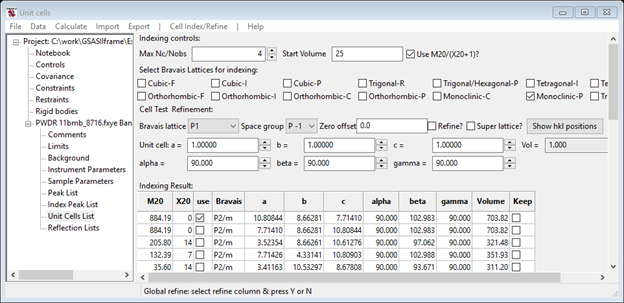 Unit cells
File Data Calculate Import Export | Cell Index/Refine | Help
Project: C:\work\GSASIIframe\Ex
Notebook
Controls
Covariance
Constraints
Restraints
Rigid bodies
PWDR 11bmb_8716.fxye Ban
Comments
Limits
Background
Instrument Parameters
Sample Parameters
Peak List
Index Peak List
Unit Cells List
Reflection Lists
Indexing controls:
Max Nc/Nobs 4 Start Volume 25 Use M20/(X20+1)?
Select Bravais Lattices for indexing:
Cubic-F Cubic-I Cubic-P Trigonal-R Trigonal/Hexagonal-P Tetragonal-I Te
Orthorhombic-F Orthorhombic-I Orthorhombic-C Orthorhombic-P Monoclinic-C Monoclinic-P Tr
Cell Test Refinement:
Bravais lattice P1 Space group P -1 Zero offset 0.0 Refine? Super lattice? Show hkl positions
Unit cell: a = 1.00000 b = 1.00000 c = 1.00000 Vol = 1.000
alpha = 90.000 beta = 90.000 gamma = 90.000
Indexing Result:
M20 X20 use Bravais a b c alpha beta gamma Volume Keep
884.19 0 P2/m 10.80844 8.66281 7.71410 90.000 102.983 90.000 703.82
884.19 0 P2/m 7.71410 8.66281 10.80844 90.000 102.983 90.000 703.82
205.80 14 P2/m 3.52354 8.66261 10.61276 90.000 97.062 90.000 321.48
132.39 7 P2/m 7.71426 4.33141 10.80903 90.000 102.988 90.000 351.93
35.60 14 P2/m 3.41163 10.53297 8.67808 90.000 93.671 90.000 311.20
Global refine: select refine column & press Y or N